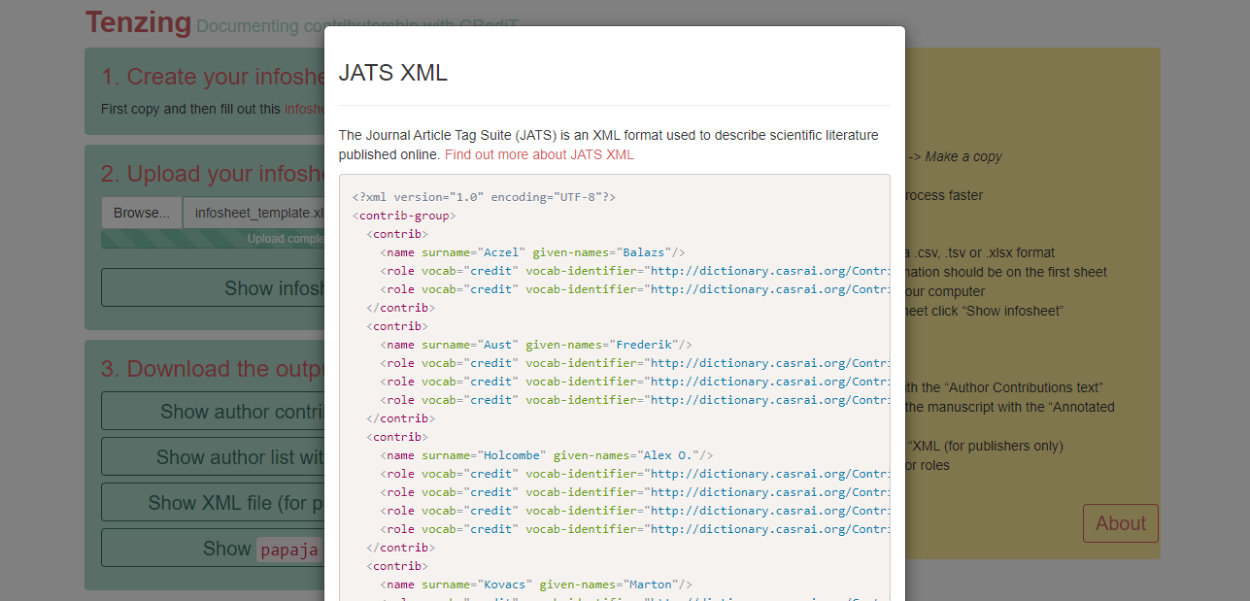 Tenzing Documenting contributorship with CRediT
1. Create your infoshe
First copy and then fill out this infoshe
2. Upload your infosh
Browse... infosheet_template.xl
Upload comple
Show infosh
3. Download the outp
Show author contri
Show author list wit
Show XML file (for p
Show papaja
JATS XML
The Journal Article Tag Suite (JATS) is an XML format used to describe scientific literature
published online. Find out more about JATS XML
<?xml version="1.0" encoding="UTF-8"?>
<contrib-group>
<contrib>
<name surname="Aczel" given-names="Balazs"/>
<role vocab="credit" vocab-identifier="http://dictionary.casrai.org/Contri
<role vocab="credit" vocab-identifier="http://dictionary.casrai.org/Contri
</contrib>
<contrib>
<name surname="Aust" given-names="Frederik"/>
<role vocab="credit" vocab-identifier="http://dictionary.casrai.org/Contri
<role vocab="credit" vocab-identifier="http://dictionary.casrai.org/Contri
<role vocab="credit" vocab-identifier="http://dictionary.casrai.org/Contri
</contrib>
<contrib>
<name surname="Holcombe" given-names="Alex O."/>
<role vocab="credit" vocab-identifier="http://dictionary.casrai.org/Contri
<role vocab="credit" vocab-identifier="http://dictionary.casrai.org/Contri
<role vocab="credit" vocab-identifier="http://dictionary.casrai.org/Contri
<role vocab="credit" vocab-identifier="http://dictionary.casrai.org/Contri
</contrib>
<contrib>
<name surname="Kovacs" given-names="Marton"/>
-> Make a copy
rocess faster
a .csv, .tsv or .xlsx format
mation should be on the first sheet
our computer
heet click “Show infosheet”
ith the “Author Contributions text”
the manuscript with the “Annotated
“XML (for publishers only)
or roles
About